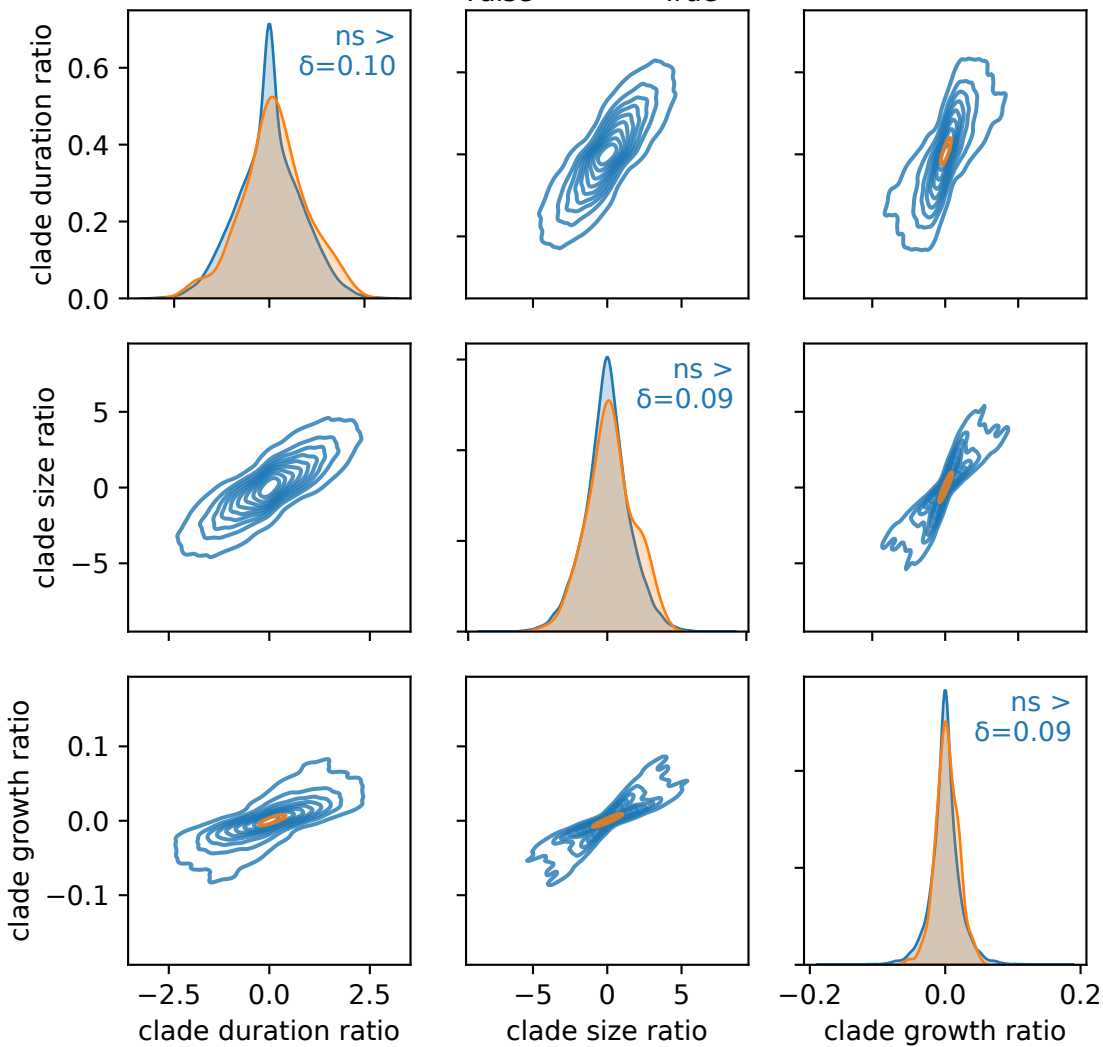 clade duration ratio
0.6
0.4
0.2
0.0
ns >
δ=0.10
clade size ratio
5
0
−5
ns >
δ=0.09
clade growth ratio
0.1
0.0
−0.1
ns >
δ=0.09
−2.5
0.0
2.5
−5
0
5
−0.2
0.0
0.2
clade duration ratio
clade size ratio
clade growth ratio